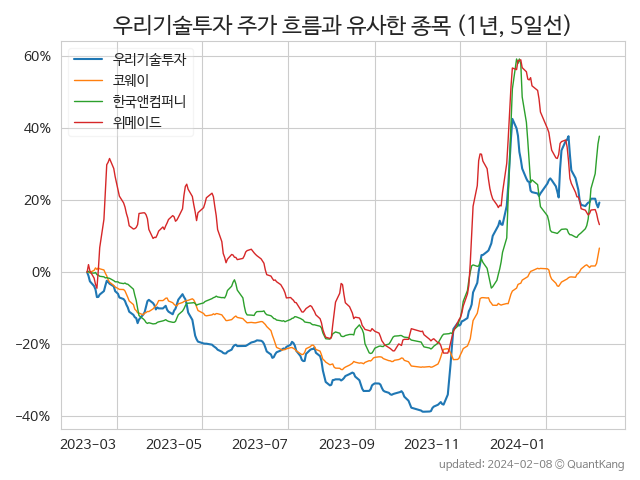 우리기술투자 주가 흐름과 유사한 종목 (1년, 5일선)
60%
40%
20%
0%
−20%
−40%
우리기술투자
코웨이
한국앤컴퍼니
위메이드
2023-03 2023-05 2023-07 2023-09 2023-11 2024-01
updated: 2024-02-08 © QuantKang